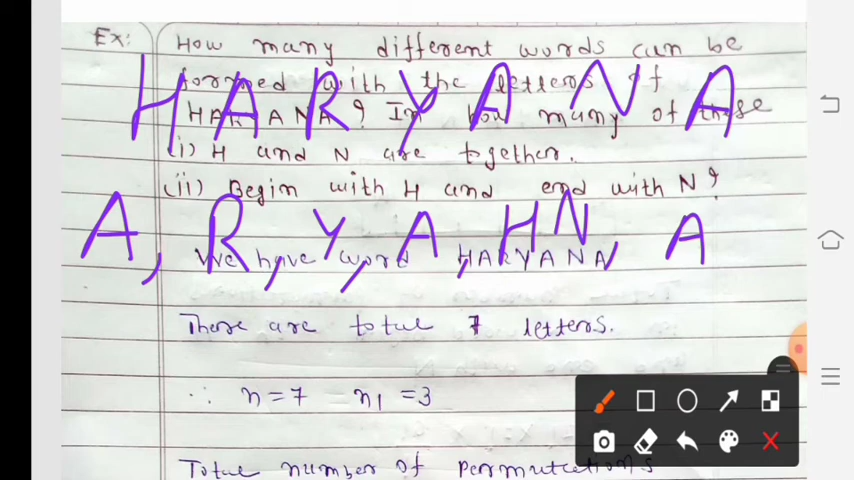 Ex: How many different words can be
formed with the letters of
HARYANA? In how many of these
HARYANA
(i) H and N are together.
(ii) Begin with H and end with N?
A, R Y, A HN, A
We have word HARYANA
There are total 7 letters.
∴ n=7 n1 =3
Total number of permutations